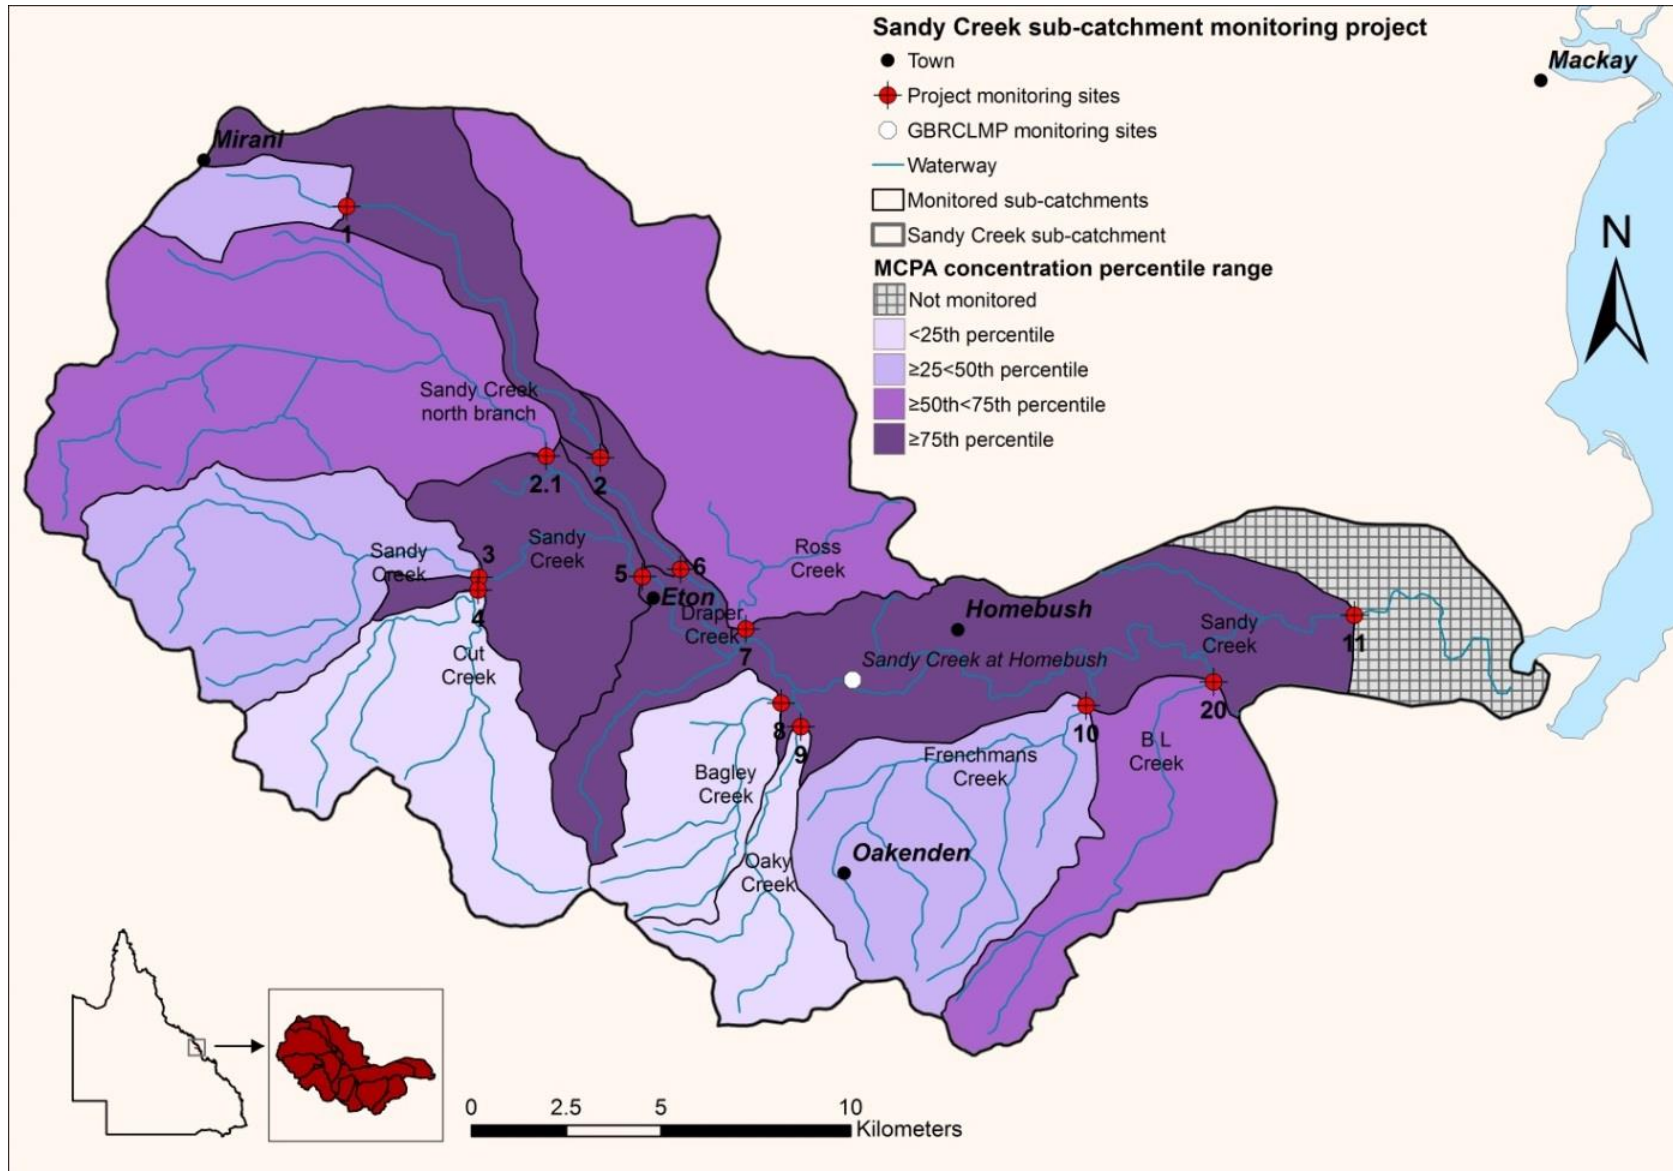 Sandy Creek sub-catchment monitoring project
Town
Project monitoring sites
GBRCLMP monitoring sites
Waterway
Monitored sub-catchments
Sandy Creek sub-catchment
MCPA concentration percentile range
Not monitored
<25th percentile
≥25<50th percentile
≥50th<75th percentile
≥75th percentile
Mackay
N
Mirani
1
Sandy Creek
north branch
2.1
2
Sandy
Creek
3
Sandy
Creek
4
Cut
Creek
5
6
Eton
Draper
Creek
7
Ross
Creek
Homebush
Sandy Creek at Homebush
Sandy
Creek
11
8
9
10
20
Bagley
Creek
Frenchmans
Creek
B L
Creek
Oaky
Creek
Oakenden
0
2.5
5
10
Kilometers